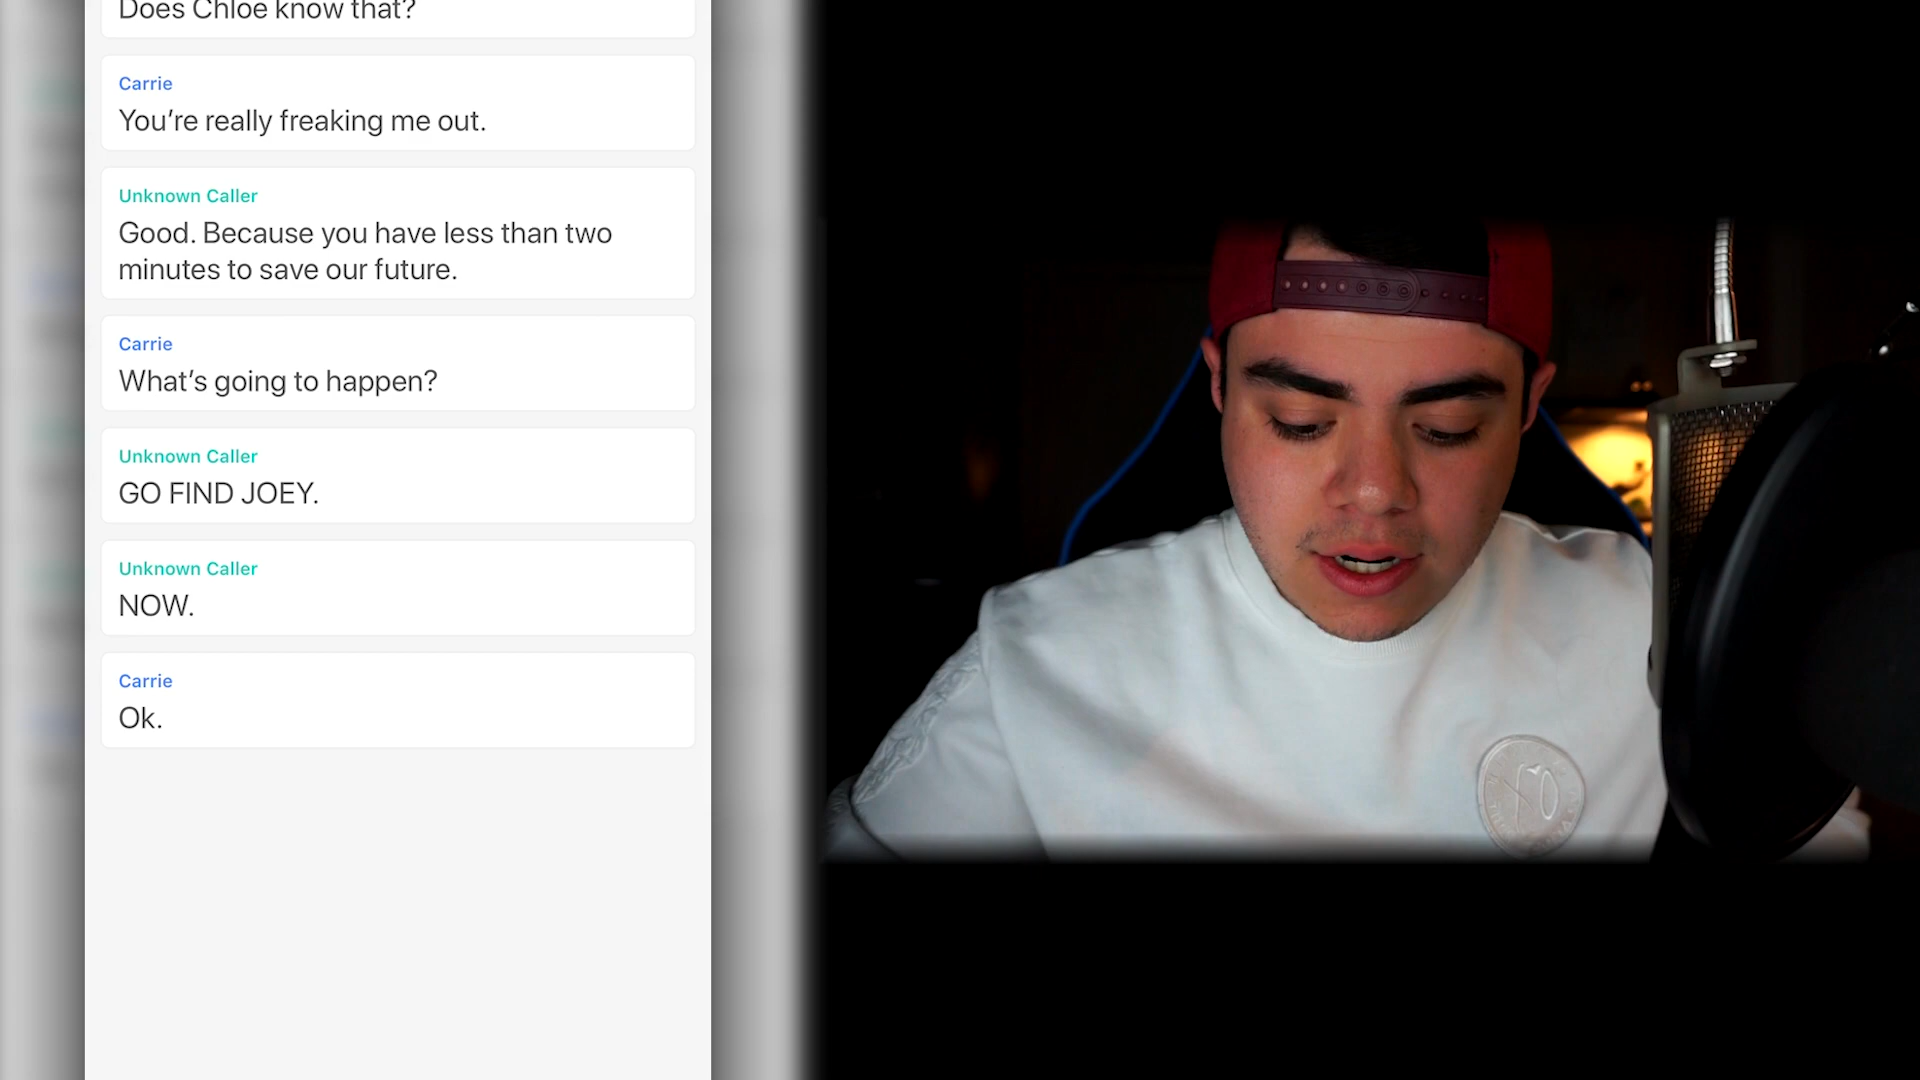 Does Chloe know that?
Carrie
You’re really freaking me out.
Unknown Caller
Good. Because you have less than two
minutes to save our future.
Carrie
What’s going to happen?
Unknown Caller
GO FIND JOEY.
Unknown Caller
NOW.
Carrie
Ok.
XO